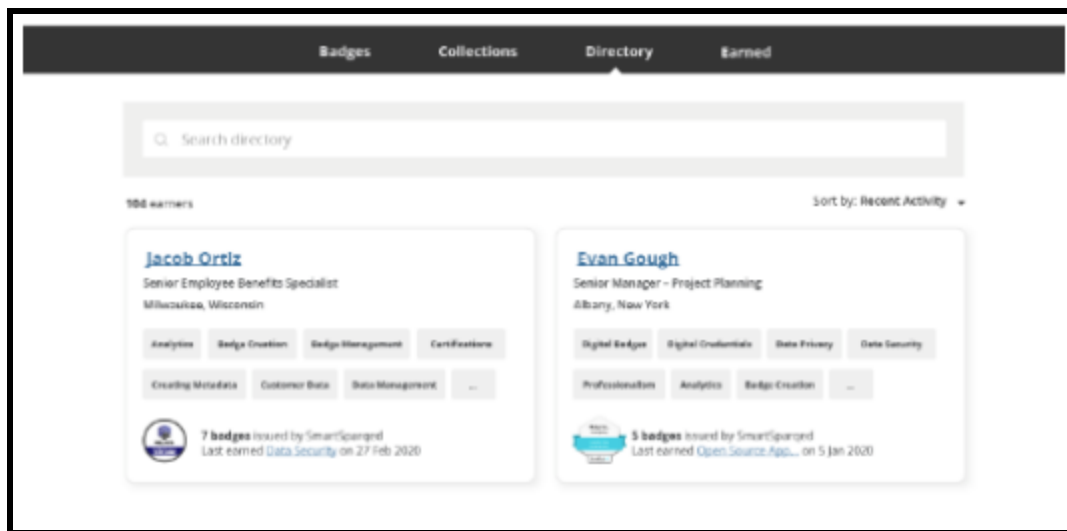 Badges Collections Directory Earned
Search directory
106 earners
Sort by: Recent Activity
Jacob Ortiz
Senior Employee Benefits Specialist
Milwaukee, Wisconsin
Analytics Badge Creation Badge Management Certifications
Creating Metadata Customer Data Data Management ...
7 badges issued by SmartSparqed
Last earned Data Security on 27 Feb 2020
Evan Gough
Senior Manager – Project Planning
Albany, New York
Digital Badges Digital Credentials Data Privacy Data Security
Professionalism Analytics Badge Creation ...
5 badges issued by SmartSparqed
Last earned Open Source App... on 5 Jan 2020